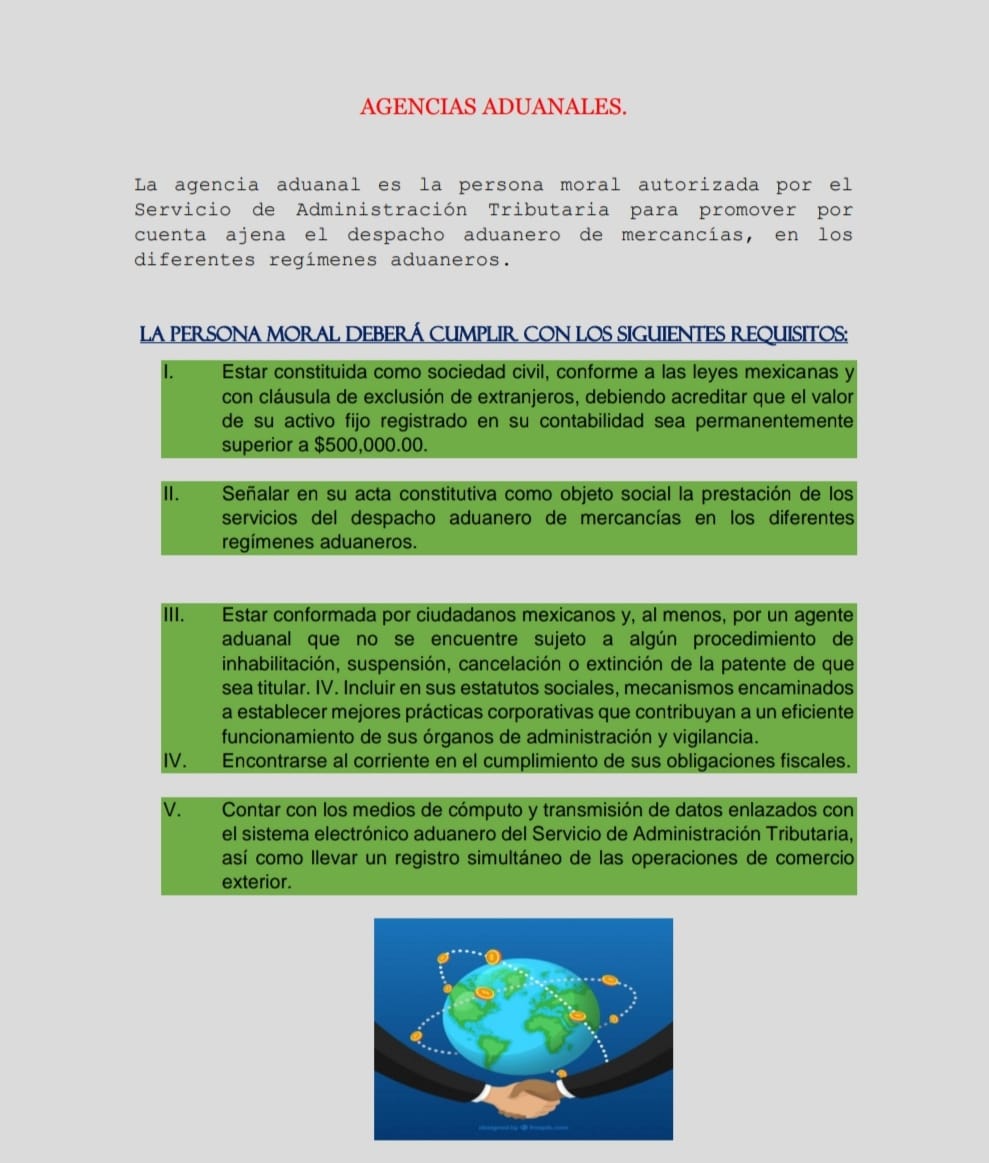 AGENCIAS ADUANALES.
La agencia aduanal es la persona moral autorizada por el
Servicio de Administración Tributaria para promover por
cuenta ajena el despacho aduanero de mercancías, en los
diferentes regímenes aduaneros.
LA PERSONA MORAL DEBERÁ CUMPLIR CON LOS SIGUIENTES REQUISITOS:
I. Estar constituida como sociedad civil, conforme a las leyes mexicanas y
con cláusula de exclusión de extranjeros, debiendo acreditar que el valor
de su activo fijo registrado en su contabilidad sea permanentemente
superior a $500,000.00.
II. Señalar en su acta constitutiva como objeto social la prestación de los
servicios del despacho aduanero de mercancías en los diferentes
regímenes aduaneros.
III. Estar conformada por ciudadanos mexicanos y, al menos, por un agente
aduanal que no se encuentre sujeto a algún procedimiento de
inhabilitación, suspensión, cancelación o extinción de la patente de que
sea titular. IV. Incluir en sus estatutos sociales, mecanismos encaminados
a establecer mejores prácticas corporativas que contribuyan a un eficiente
funcionamiento de sus órganos de administración y vigilancia.
IV. Encontrarse al corriente en el cumplimiento de sus obligaciones fiscales.
V. Contar con los medios de cómputo y transmisión de datos enlazados con
el sistema electrónico aduanero del Servicio de Administración Tributaria,
así como llevar un registro simultáneo de las operaciones de comercio
exterior.
designed by freepik.com